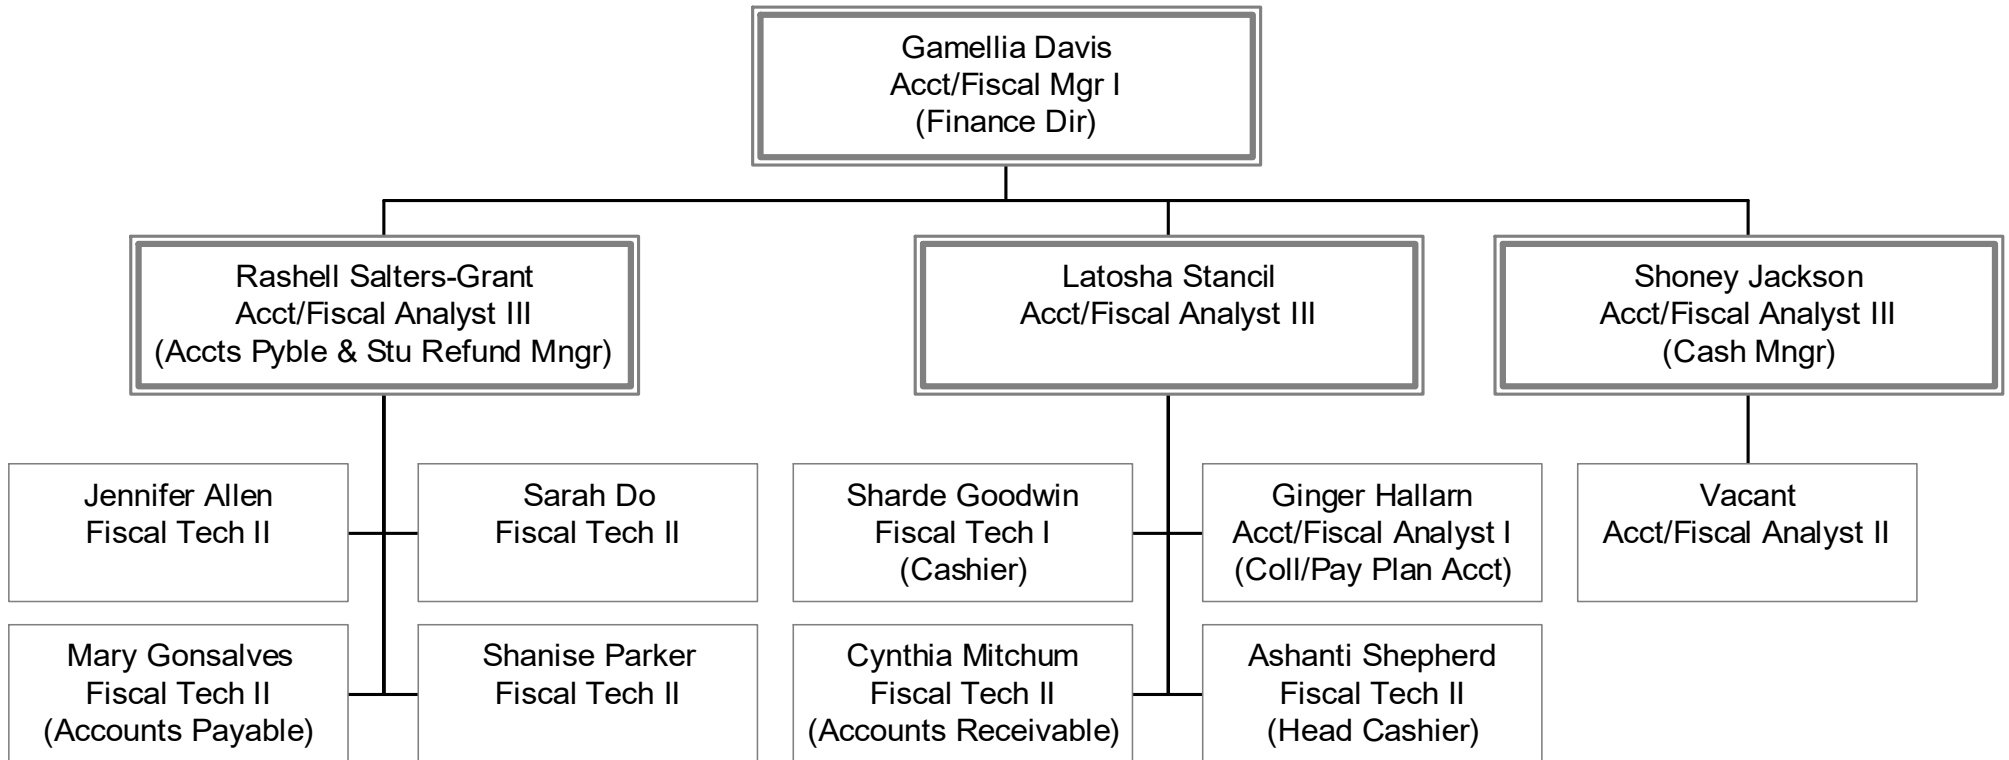 Gamellia Davis
Acct/Fiscal Mgr I
(Finance Dir)
Rashell Salters-Grant
Acct/Fiscal Analyst III
(Accts Pyble & Stu Refund Mngr)
Latosha Stancil
Acct/Fiscal Analyst III
Shoney Jackson
Acct/Fiscal Analyst III
(Cash Mngr)
Jennifer Allen
Fiscal Tech II
Sarah Do
Fiscal Tech II
Sharde Goodwin
Fiscal Tech I
(Cashier)
Ginger Hallarn
Acct/Fiscal Analyst I
(Coll/Pay Plan Acct)
Vacant
Acct/Fiscal Analyst II
Mary Gonsalves
Fiscal Tech II
(Accounts Payable)
Shanise Parker
Fiscal Tech II
Cynthia Mitchum
Fiscal Tech II
(Accounts Receivable)
Ashanti Shepherd
Fiscal Tech II
(Head Cashier)